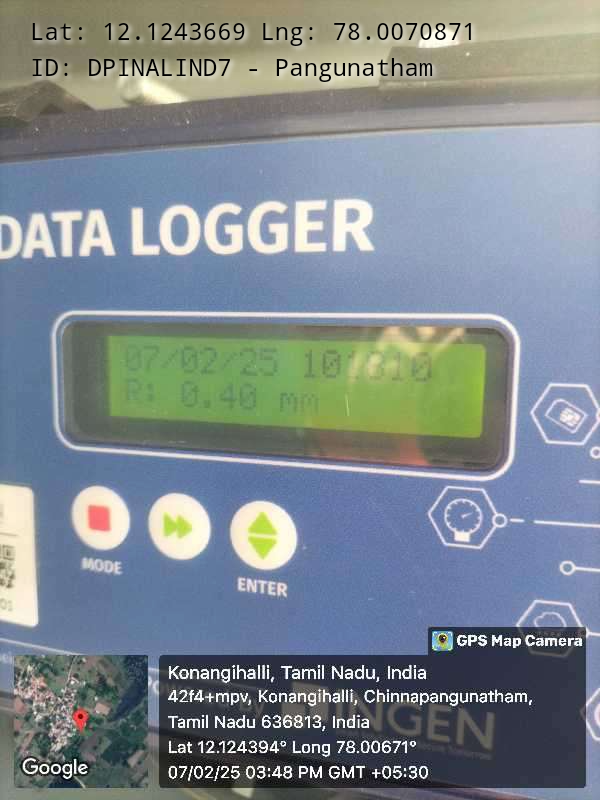 Lat: 12.1243669 Lng: 78.0070871
ID: DPINALIND7 - Pangunatham
DATA LOGGER
07/02/25
R: 0.40 mm
MODE
ENTER
GPS Map Camera
Konangihalli, Tamil Nadu, India
42f4+mpv, Konangihalli, Chinnapangunatham,
Tamil Nadu 636813, India
Lat 12.124394° Long 78.00671°
07/02/25 03:48 PM GMT +05:30
Google